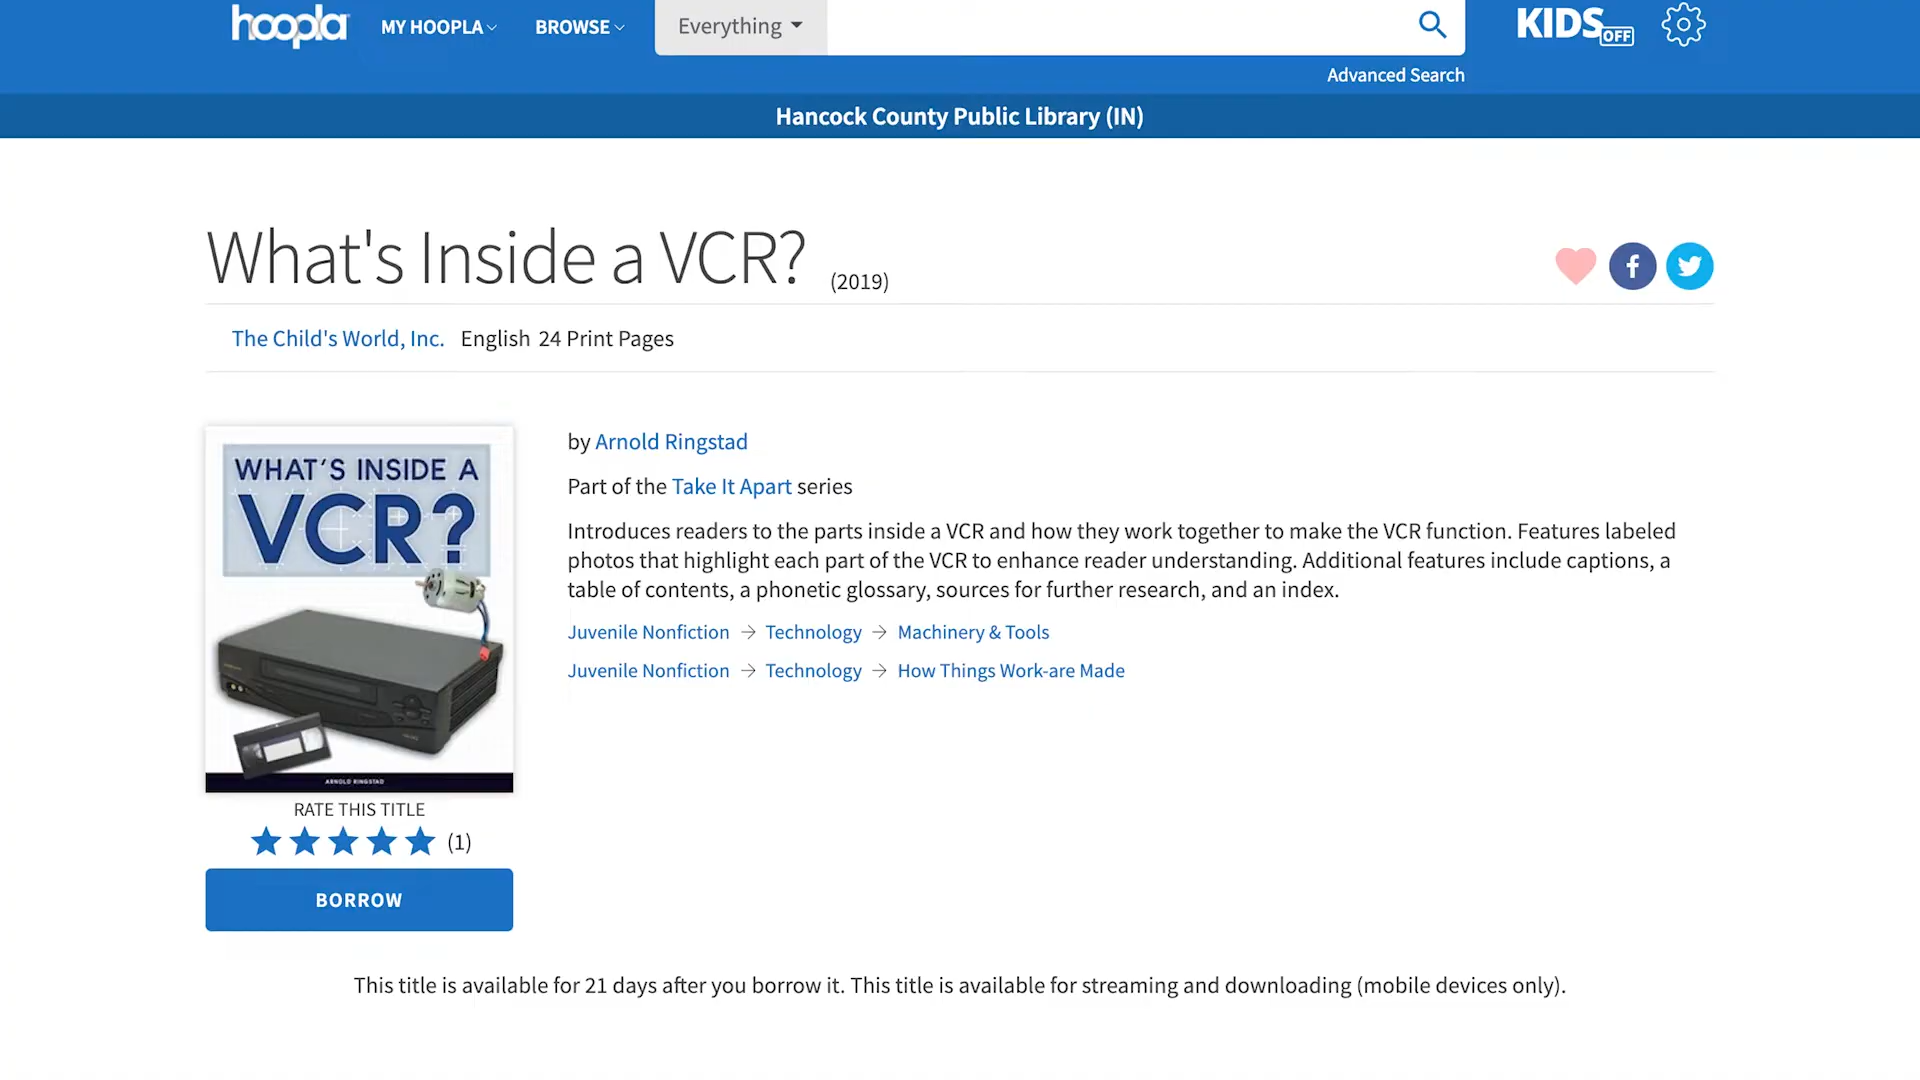 hoopla
MY HOOPLA
BROWSE
Everything
KIDS OFF
Advanced Search
Hancock County Public Library (IN)
What's Inside a VCR? (2019)
The Child's World, Inc. English 24 Print Pages
WHAT'S INSIDE A
VCR?
ARNOLD RINGSTAD
by Arnold Ringstad
Part of the Take It Apart series
Introduces readers to the parts inside a VCR and how they work together to make the VCR function. Features labeled
photos that highlight each part of the VCR to enhance reader understanding. Additional features include captions, a
table of contents, a phonetic glossary, sources for further research, and an index.
Juvenile Nonfiction → Technology → Machinery & Tools
Juvenile Nonfiction → Technology → How Things Work-are Made
RATE THIS TITLE
(1)
BORROW
This title is available for 21 days after you borrow it. This title is available for streaming and downloading (mobile devices only).